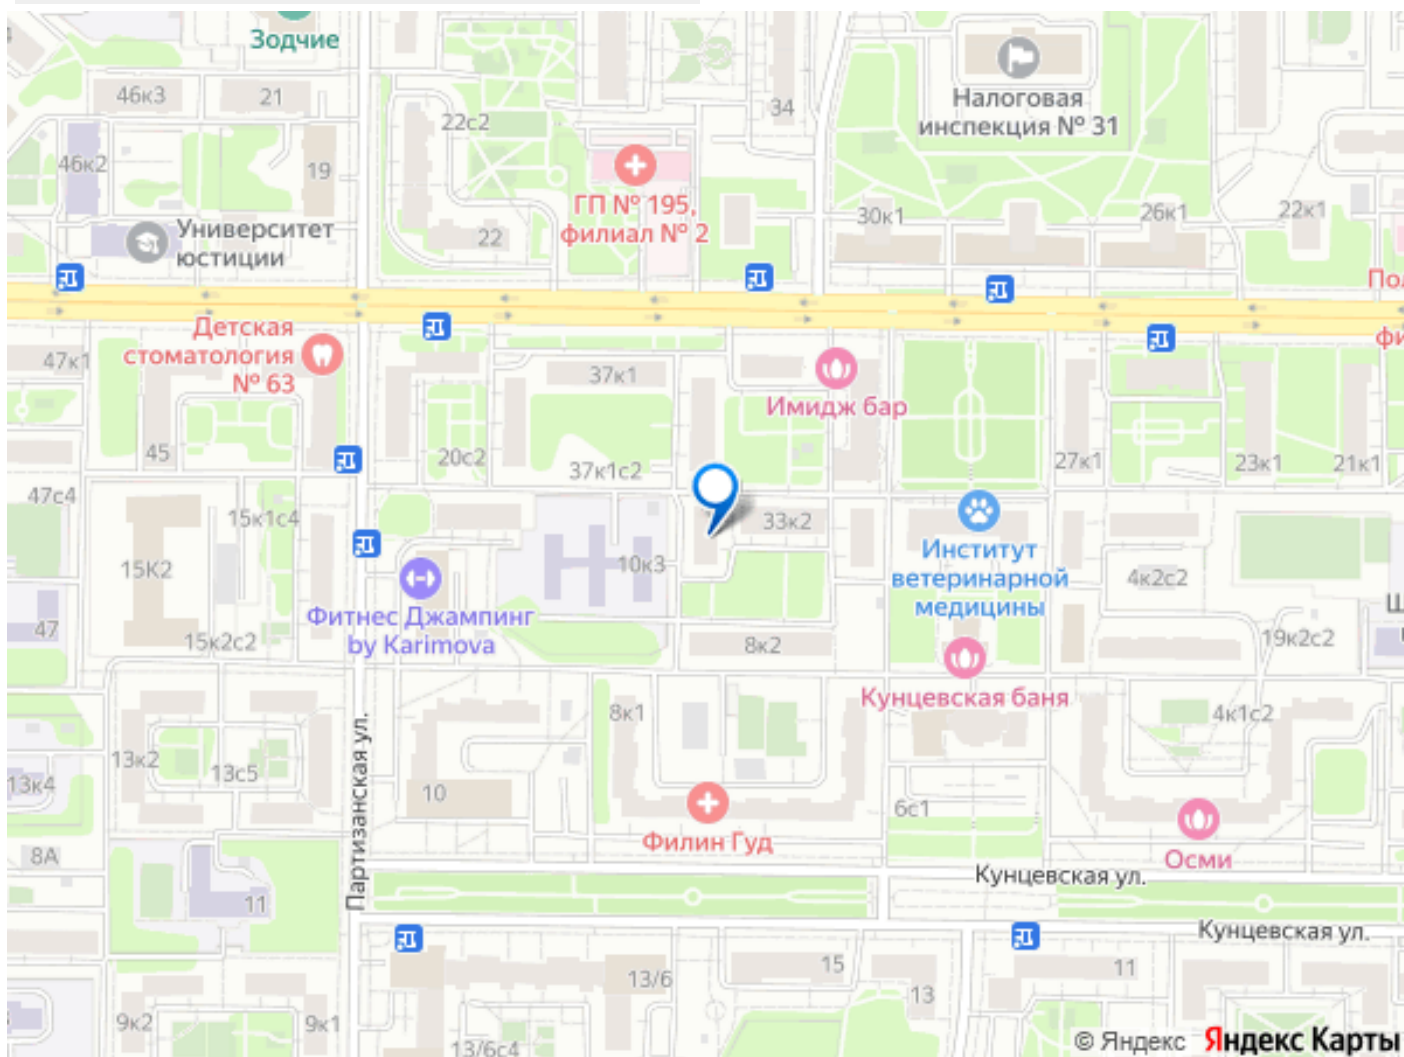 Зодчие
46к3
21
34
Налоговая
инспекция № 31
22с2
46к2
19
ГП № 195,
филиал № 2
30к1
26к1
22к1
Университет
юстиции
22
Детская
стоматология
№ 63
47к1
37к1
Имидж бар
45
20с2
37к1с2
27к1
23к1
21к1
47с4
15к1с4
33к2
Институт
ветеринарной
медицины
15К2
10к3
4к2с2
Фитнес Джампинг
by Karimova
47
15к2с2
8к2
19к2с2
Кунцевская баня
8к1
4к1с2
Партизанская ул.
13к2
13с5
13к4
10
6с1
Филин Гуд
Осми
8А
Кунцевская ул.
11
Кунцевская ул.
13/6
15
13
11
9к2
9к1
13/6с4
© Яндекс Яндекс Карты